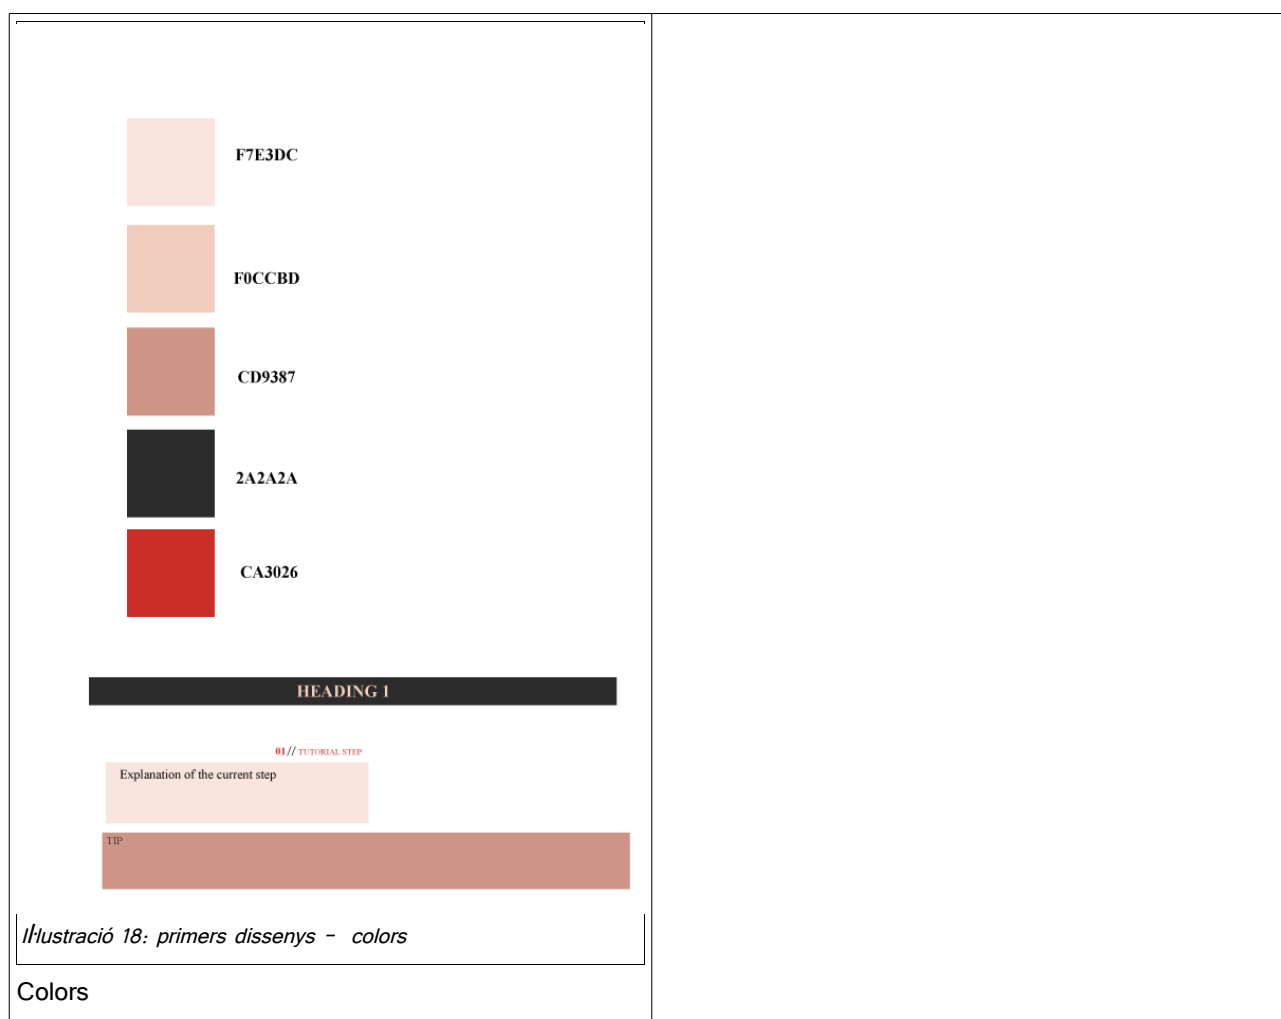 F7E3DC
F0CCBD
CD9387
2A2A2A
CA3026
HEADING 1
01// TUTORIAL STEP
Explanation of the current step
TIP
Il·lustració 18: primers dissenys - colors
Colors